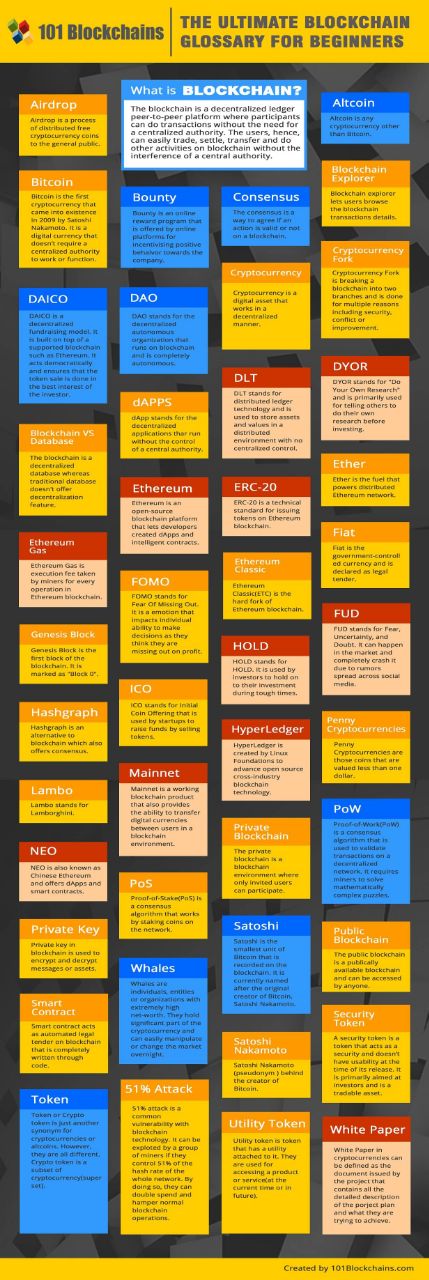 101 Blockchains
THE ULTIMATE BLOCKCHAIN
GLOSSARY FOR BEGINNERS
What is BLOCKCHAIN?
The blockchain is a decentralized ledger
peer-to-peer platform where participants
can do transactions without the need for
a centralized authority. The users, hence,
can easily trade, settle, transfer and do
other activities on blockchain without the
interference of a central authority.
Airdrop
Airdrop is a process
of distributed free
cryptocurrency coins
to the general public.
Altcoin
Altcoin is any
cryptocurrency other
than Bitcoin.
Bitcoin
Bitcoin is the first
cryptocurrency that
came into existence
in 2009 by Satoshi
Nakamoto. It is a
digital currency that
doesn't require a
centralized authority
to work or function.
Bounty
Bounty is an online
reward program that
is offered by online
platforms for
incentivising positive
behavior towards the
company.
Consensus
The consensus is a
way to agree if an
action is valid or not
on a blockchain.
Blockchain
Explorer
Blockchain explorer
lets users browse
the blockchain
transactions details.
Cryptocurrency
Cryptocurrency is a
digital asset that
works in a
decentralized
manner.
Cryptocurrency
Fork
Cryptocurrency Fork
is breaking a
blockchain into two
branches and is done
for multiple reasons
including security,
conflict or
improvement.
DAICO
DAICO is a
decentralized
fundraising model. It
is built on top of a
supported blockchain
such as Ethereum. It
acts democratically
and ensures that the
token sale is done in
the best interest of
the investor.
DAO
DAO stands for the
decentralized
autonomous
organization that
runs on blockchain
and is completely
autonomous.
DLT
DLT stands for
distributed ledger
technology and is
used to store assets
and values in a
distributed
environment with no
centralized control.
DYOR
DYOR stands for "Do
Your Own Research"
and is primarily used
for telling others to
do their own
research before
investing.
dAPPS
dApp stands for the
decentralized
applications that run
without the control
of a central authority.
Blockchain VS
Database
The blockchain is a
decentralized
database whereas
traditional database
doesn't offer
decentralization
feature.
Ethereum
Ethereum is an
open-source
blockchain platform
that lets developers
created dApps and
intelligent contracts.
ERC-20
ERC-20 is a technical
standard for issuing
tokens on Ethereum
blockchain.
Ether
Ether is the fuel that
powers distributed
Ethereum network.
Ethereum
Gas
Ethereum Gas is
execution fee taken
by miners for every
operation in
Ethereum blockchain.
FOMO
FOMO stands for
Fear Of Missing Out.
It is a emotion that
impacts individual
ability to make
decisions as they
think they are
missing out on profit.
Ethereum
Classic
Ethereum
Classic(ETC) is the
hard fork of
Ethereum blockchain.
Fiat
Fiat is the
government-controll
ed currency and is
declared as legal
tender.
Genesis Block
Genesis Block is the
first block of the
blockchain. It is
marked as "Block 0".
ICO
ICO stands for Initial
Coin Offering that is
used by startups to
raise funds by selling
tokens.
HOLD
HOLD stands for
HOLD. It is used by
investors to hold on
to their investment
during tough times.
FUD
FUD stands for Fear,
Uncertainty, and
Doubt. It can happen
in the market and
completely crash it
due to rumors
spread across social
media.
Hashgraph
Hashgraph is an
alternative to
blockchain which also
offers consensus.
Mainnet
Mainnet is a working
blockchain product
that also provides
the ability to transfer
digital currencies
between users in a
blockchain
environment.
HyperLedger
HyperLedger is
created by Linux
Foundations to
advance open source
cross-industry
blockchain
technology.
Penny
Cryptocurrencies
Penny
Cryptocurrencies are
those coins that are
valued less than one
dollar.
Lambo
Lambo stands for
Lamborghini.
PoS
Proof-of-Stake(PoS) is
a consensus
algorithm that works
by staking coins on
the network.
Private
Blockchain
The private
blockchain is a
blockchain
environment where
only invited users
can participate.
PoW
Proof-of-Work(PoW)
is a consensus
algorithm that is
used to validate
transactions on a
decentralized
network. It requires
miners to solve
mathematically
complex puzzles.
NEO
NEO is also known as
Chinese Ethereum
and offers dApps and
smart contracts.
Private Key
Private key in
blockchain is used to
encrypt and decrypt
messages or assets.
Whales
Whales are
individuals, entities
or organizations with
extremely high
net-worth. They hold
significant part of the
cryptocurrency and
can easily manipulate
or change the market
overnight.
Satoshi
Satoshi is the
smallest unit of
Bitcoin that is
recorded on the
blockchain. It is
currently named
after the original
creator of Bitcoin,
Satoshi Nakamoto.
Public
Blockchain
The public blockchain
is a publically
available blockchain
and can be accessed
by anyone.
Smart
Contract
Smart contract acts
as automated legal
tender on blockchain
that is completely
written through
code.
51% Attack
51% attack is a
common
vulnerability with
blockchain
technology. It can be
exploted by a group
of miners if they
control 51% of the
hash rate of the
whole network. By
doing so, they can
double spend and
hamper normal
blockchain
operations.
Satoshi
Nakamoto
Satoshi Nakamoto
(pseudonym ) behind
the creator of
Bitcoin.
Security
Token
A security token is a
token that acts as a
security and doesn't
have usability at the
time of its release. It
is primarily aimed at
investors and is a
tradable asset.
Token
Token or Crypto
token is just another
synonym for
cryptocurrencies or
altcoins. However,
they are all different.
Crypto token is a
subset of
cryptocurrency(super
set).
Utility Token
Utility token is token
that has a utility
attached to it. They
are used for
accessing a product
or service(at the
current time or in
future).
White Paper
White Paper in
cryptocurrencies can
be defined as the
document issued by
the project that
contains all the
detailed description
of the porject plan
and what they are
trying to achieve.
Created by 101Blockchains.com